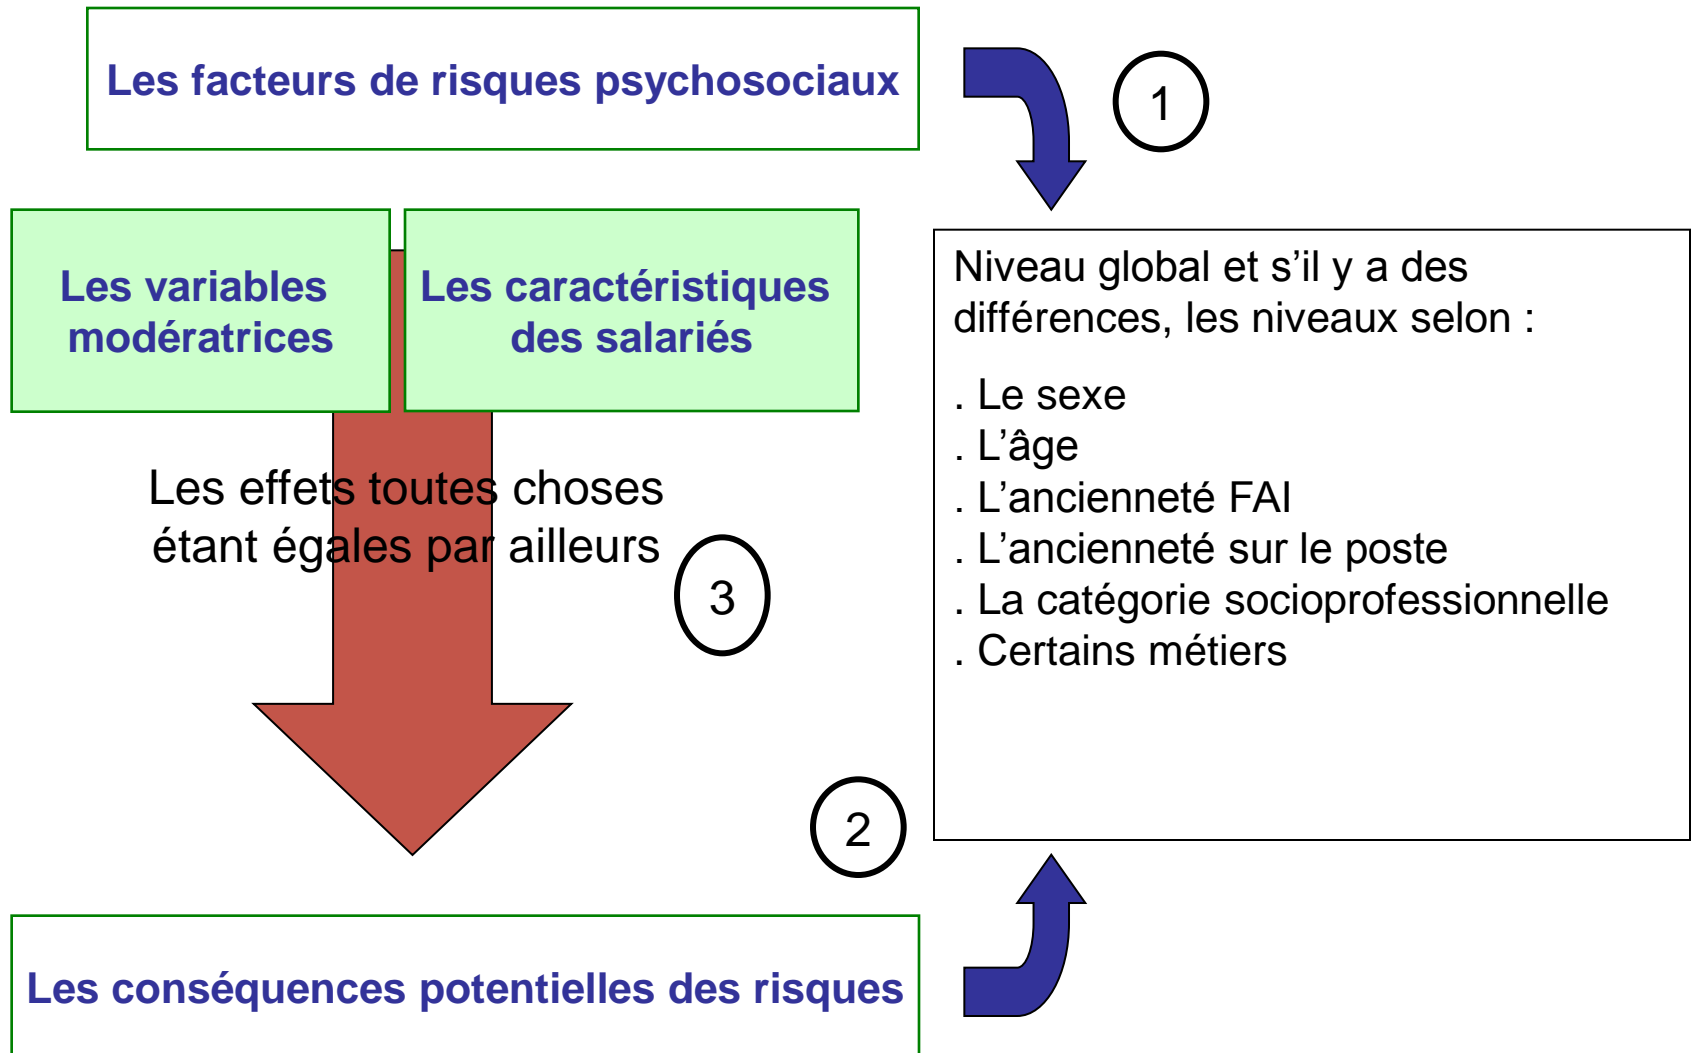 Les facteurs de risques psychosociaux
1
Les variables
modératrices
Les caractéristiques
des salariés
Niveau global et s’il y a des
différences, les niveaux selon :
. Le sexe
. L’âge
. L’ancienneté FAI
. L’ancienneté sur le poste
. La catégorie socioprofessionnelle
. Certains métiers
Les effets toutes choses
étant égales par ailleurs
3
2
Les conséquences potentielles des risques